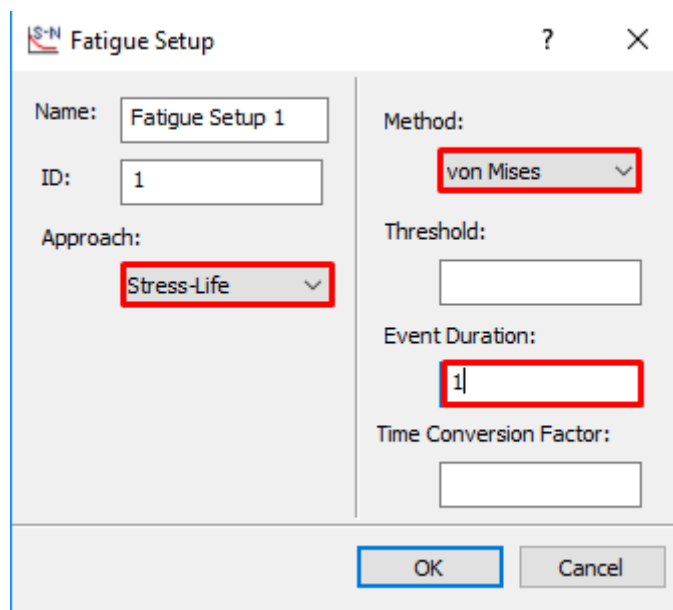 S-N Fatigue Setup ?
Name: Fatigue Setup 1
ID: 1
Approach:
Stress-Life
Method:
von Mises
Threshold:
Event Duration:
1
Time Conversion Factor:
OK Cancel